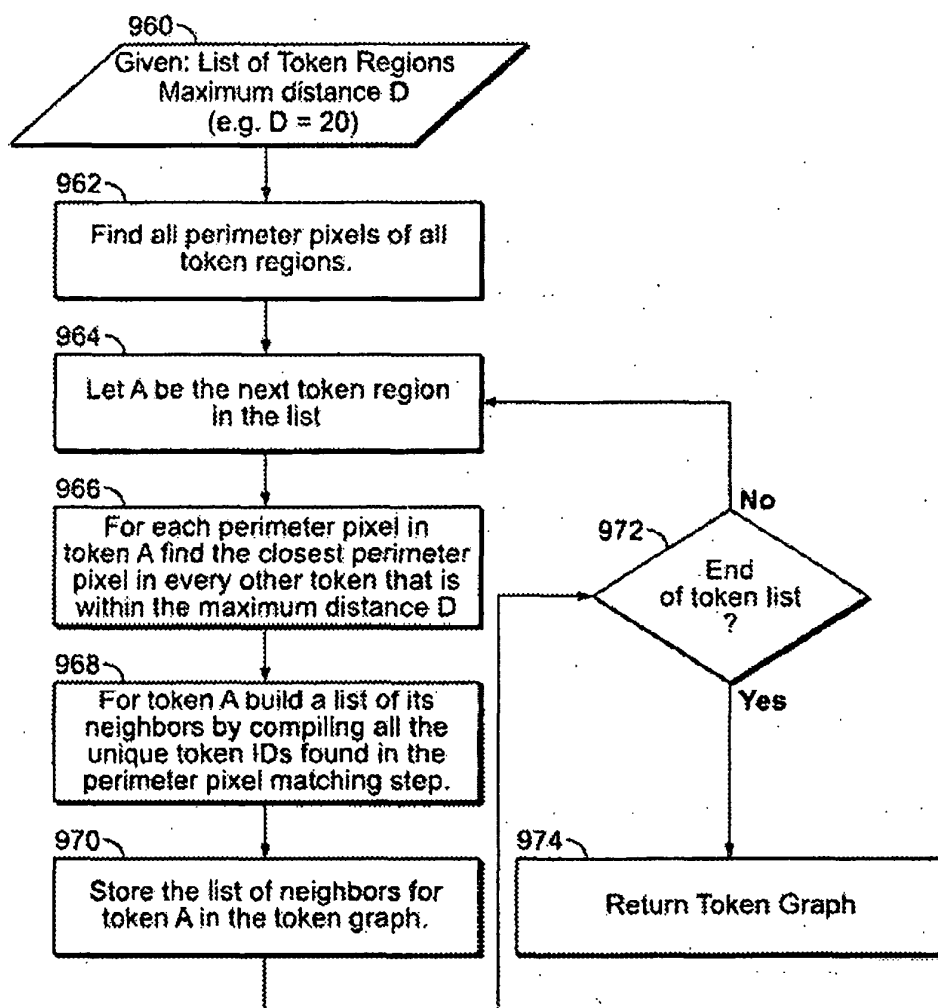 960
Given: List of Token Regions
Maximum distance D
(e.g. D = 20)
962
Find all perimeter pixels of all
token regions.
964
Let A be the next token region
in the list
966
For each perimeter pixel in
token A find the closest perimeter
pixel in every other token that is
within the maximum distance D
968
For token A build a list of its
neighbors by compiling all the
unique token IDs found in the
perimeter pixel matching step.
970
Store the list of neighbors for
token A in the token graph.
No
972
End
of token list
?
Yes
974
Return Token Graph